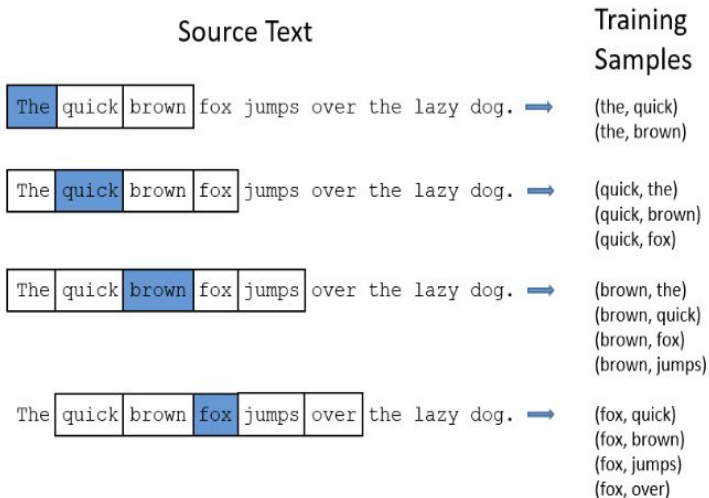 Source Text
Training
Samples
The quick brown fox jumps over the lazy dog.
(the, quick)
(the, brown)
The quick brown fox jumps over the lazy dog.
(quick, the)
(quick, brown)
(quick, fox)
The quick brown fox jumps over the lazy dog.
(brown, the)
(brown, quick)
(brown, fox)
(brown, jumps)
The quick brown fox jumps over the lazy dog.
(fox, quick)
(fox, brown)
(fox, jumps)
(fox, over)